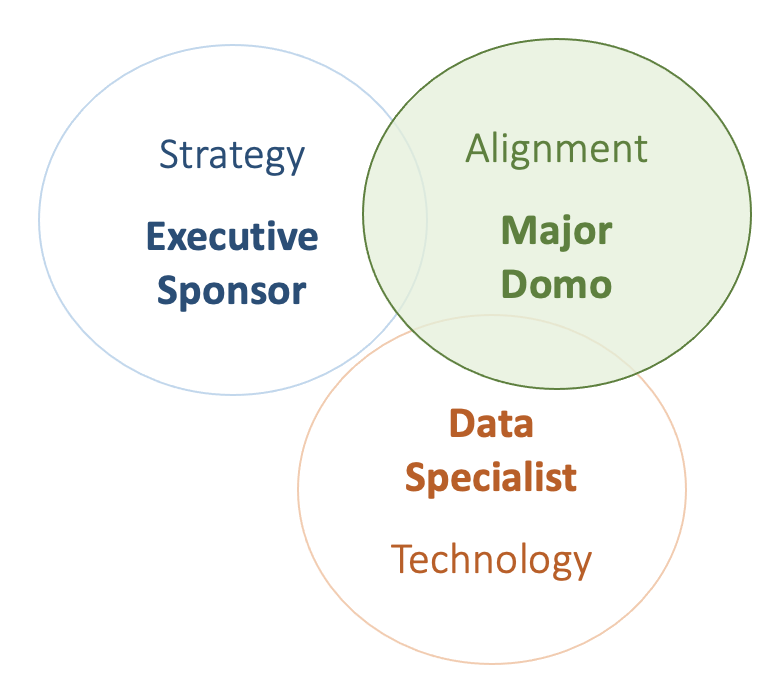 Strategy
Executive
Sponsor
Alignment
Major
Domo
Data
Specialist
Technology